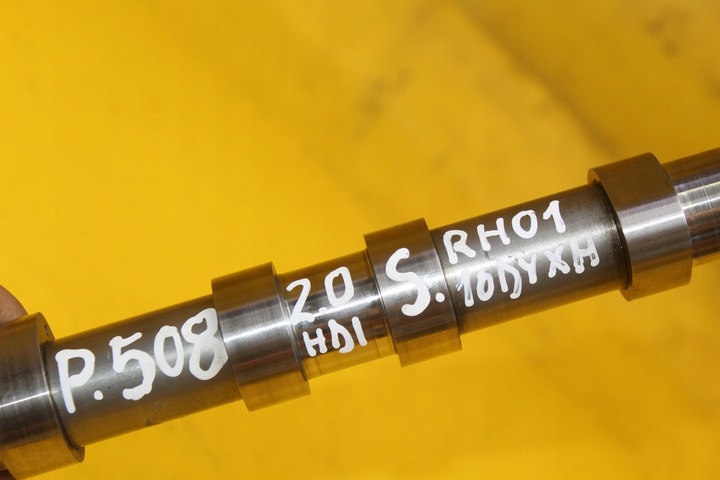 P.508
2.0
HDI
S.
RH01
10DYXH